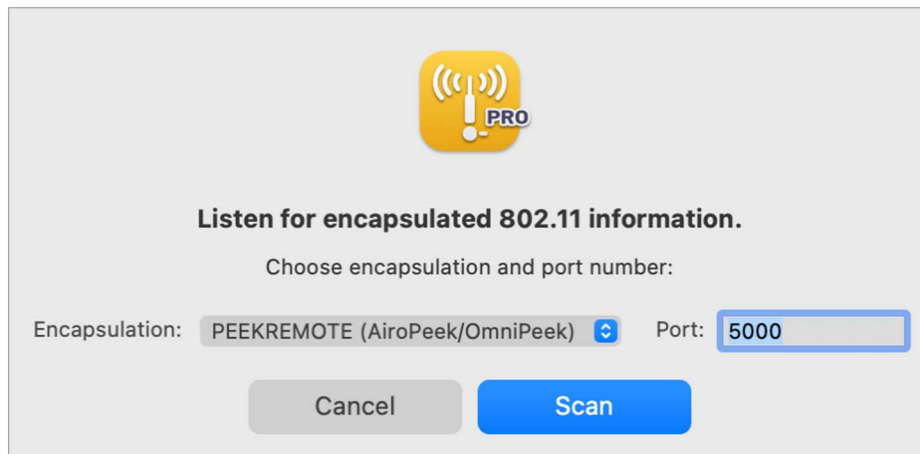 PRO
Listen for encapsulated 802.11 information.
Choose encapsulation and port number:
Encapsulation: PEEKREMOTE (AiroPeek/OmniPeek) Port: 5000
Cancel Scan